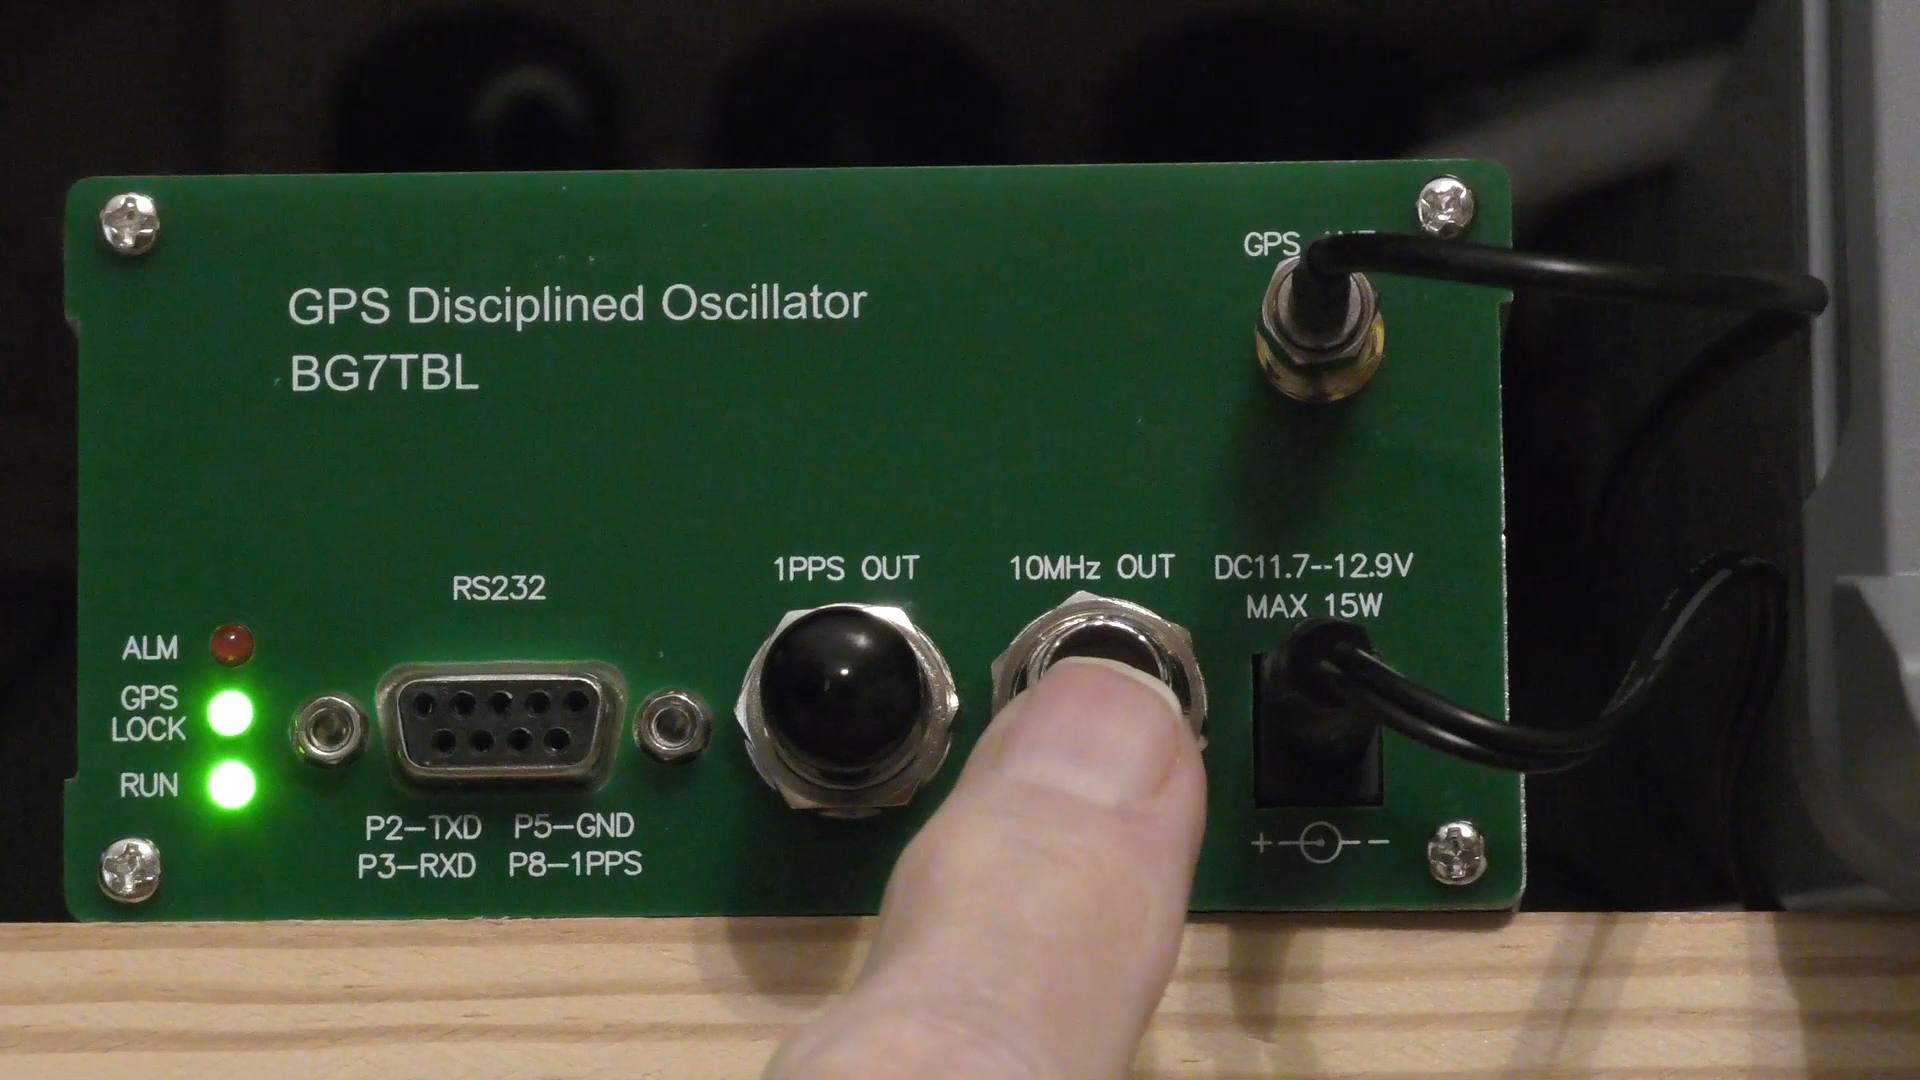 GPS Disciplined Oscillator
BG7TBL
GPS
RS232
1PPS OUT
10MHz OUT
DC11.7--12.9V
MAX 15W
ALM
GPS
LOCK
RUN
P2-TXD P5-GND
P3-RXD P8-1PPS
+ -